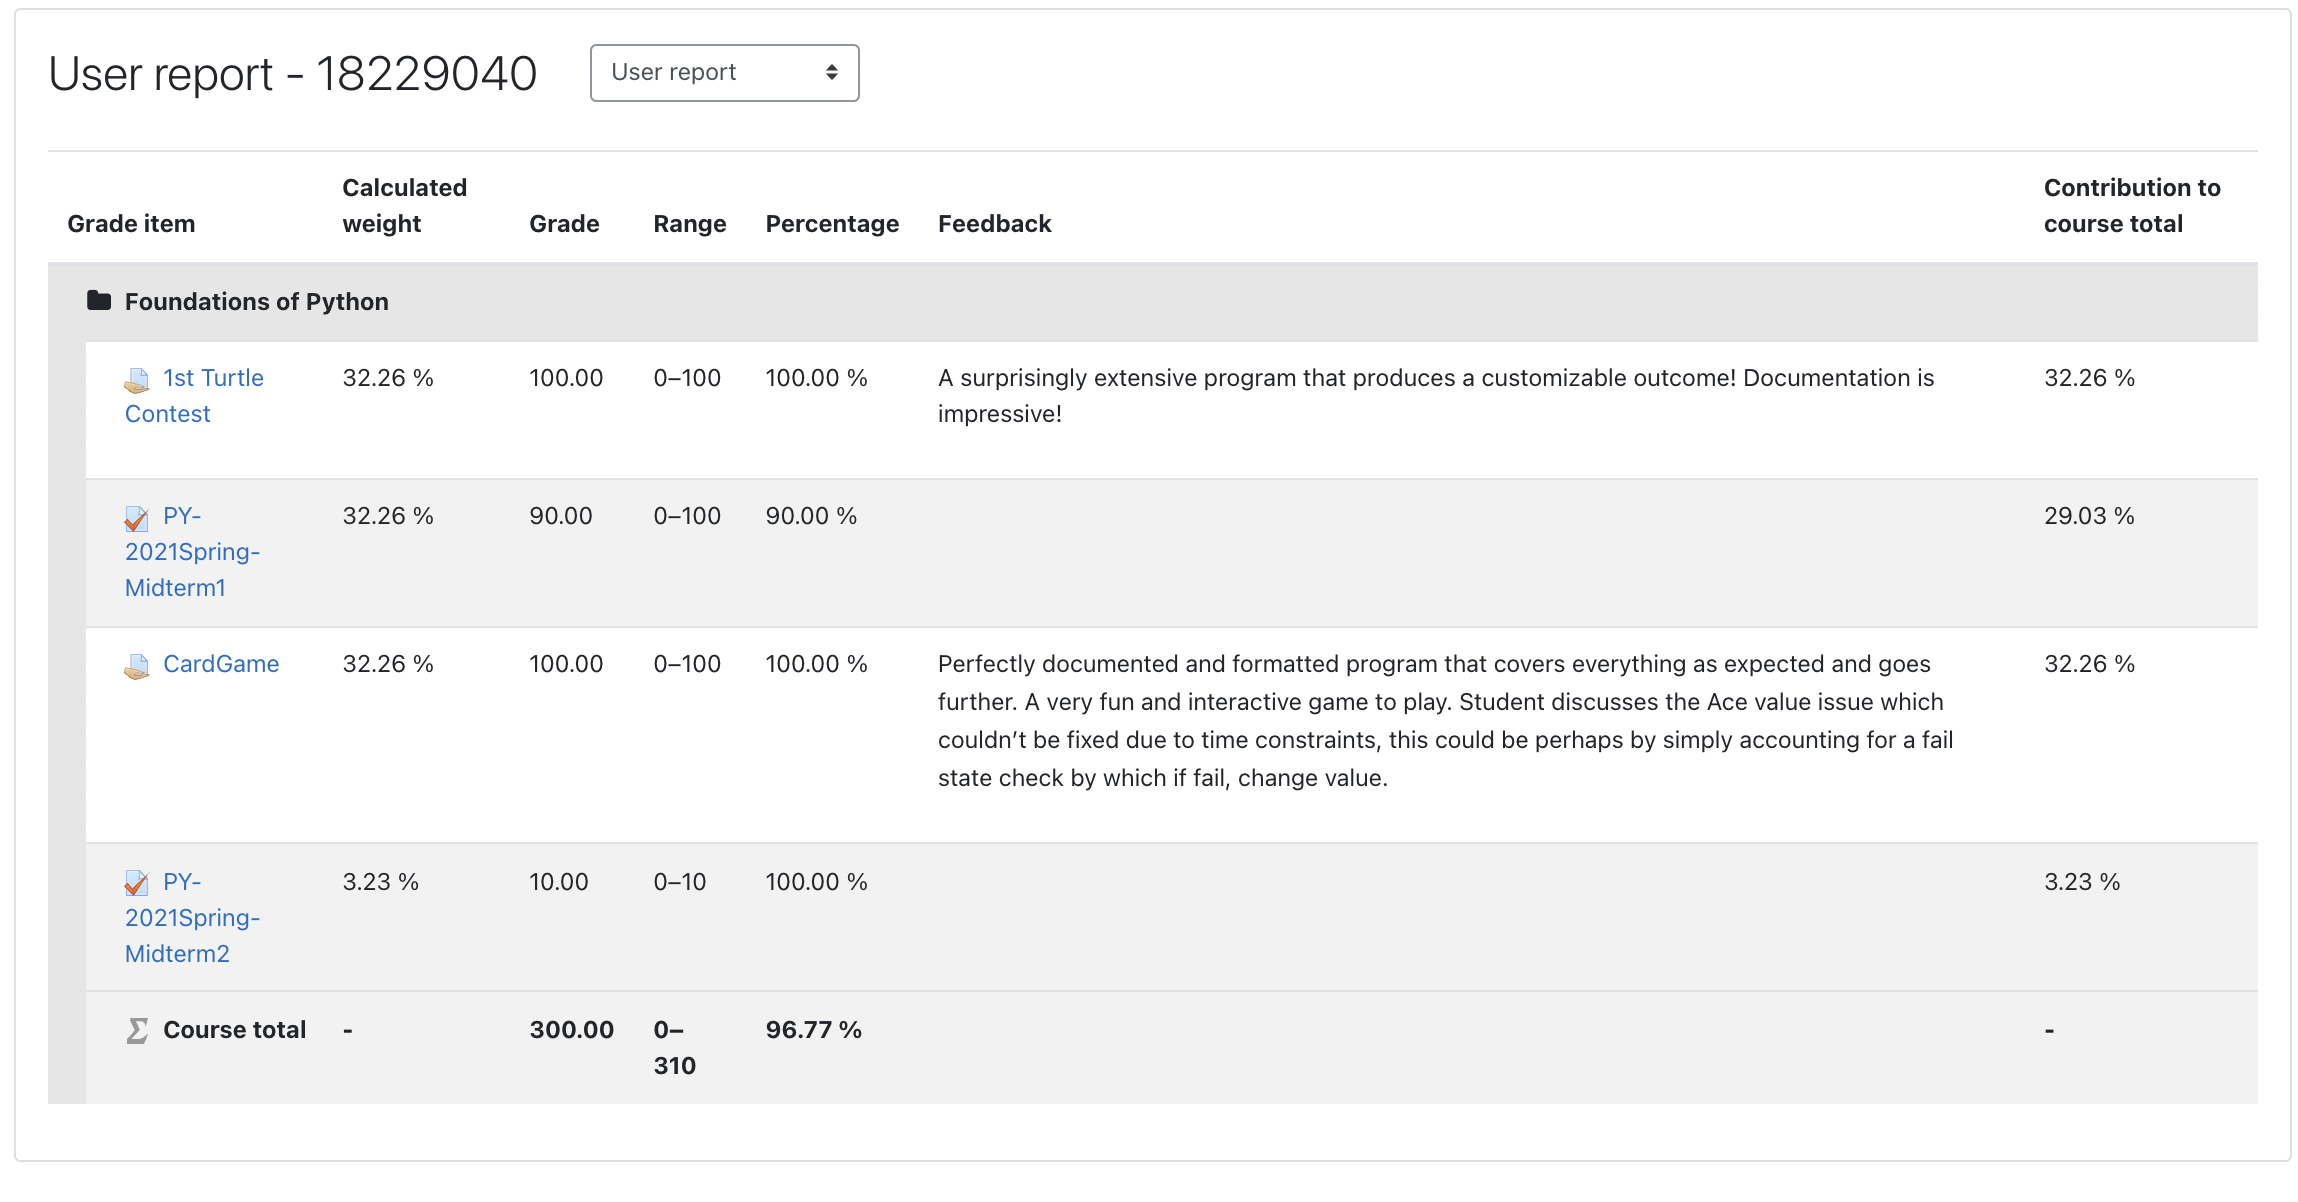 User report - 18229040
User report
Grade item
Calculated
weight
Grade
Range
Percentage
Feedback
Contribution to
course total
Foundations of Python
1st Turtle
Contest
32.26 %
100.00
0–100
100.00 %
A surprisingly extensive program that produces a customizable outcome! Documentation is
impressive!
32.26 %
PY-
2021Spring-
Midterm1
32.26 %
90.00
0–100
90.00 %
29.03 %
CardGame
32.26 %
100.00
0–100
100.00 %
Perfectly documented and formatted program that covers everything as expected and goes
further. A very fun and interactive game to play. Student discusses the Ace value issue which
couldn’t be fixed due to time constraints, this could be perhaps by simply accounting for a fail
state check by which if fail, change value.
32.26 %
PY-
2021Spring-
Midterm2
3.23 %
10.00
0–10
100.00 %
3.23 %
Course total
-
300.00
0–
310
96.77 %
-